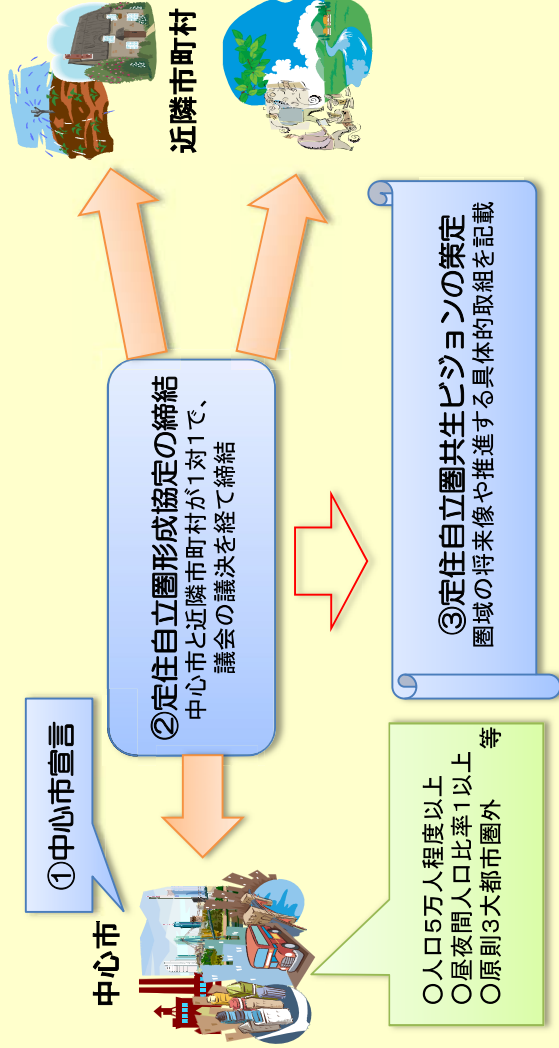 ①中心市宣言
中心市
○人口5万人程度以上
○昼夜間人口比率1以上
○原則3大都市圏外　等
②定住自立圏形成協定の締結
中心市と近隣市町村が1対1で、
議会の議決を経て締結
近隣市町村
③定住自立圏共生ビジョンの策定
圏域の将来像や推進する具体的取組を記載